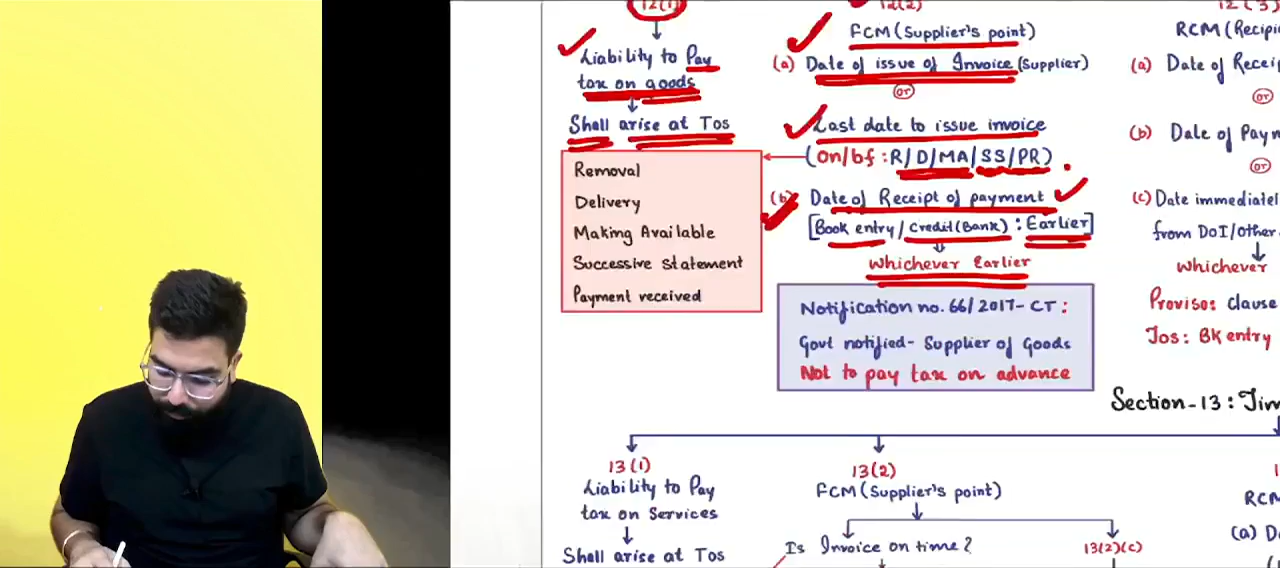 12(1)
Liability to Pay
tax on goods
Shall arise at Tos
Removal
Delivery
Making Available
Successive statement
Payment received
12(2)
FCM (Supplier's point)
(a) Date of issue of Invoice (Supplier)
or
Last date to issue invoice
(on/bf : R/D/MA/SS/PR)
(b) Date of Receipt of payment
[Book entry/Credit(Bank) : Earlier]
Whichever Earlier
Notification no. 66/2017-CT :
Govt notified- Supplier of Goods
Not to pay tax on advance
12(3)
RCM (Recipi
(a) Date of Recei
or
(b) Date of Paym
or
(c) Date immediatel
from DOI/other
Whichever
Proviso: clause
Tos: BK entry
Section-13: Tim
13(1)
Liability to Pay
tax on Services
Shall arise at Tos
13(2)
FCM (Supplier's point)
Is Invoice on time?
13(2)(c)
RC
(a) D